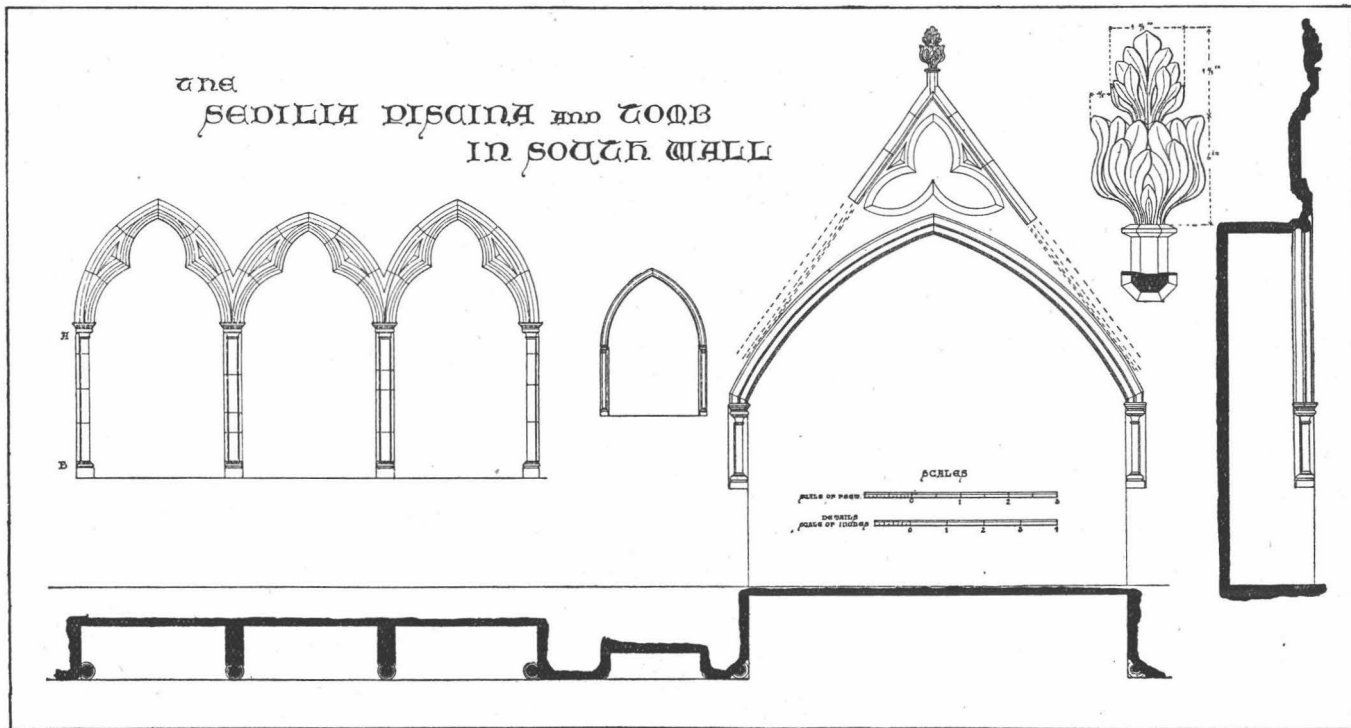 THE
SEDILIA PISCINA AND TOMB
IN SOUTH WALL
A
B
SCALES
SCALE OF FEET
0 1 2 3
DETAILS
SCALE OF INCHES
0 1 2 3 4